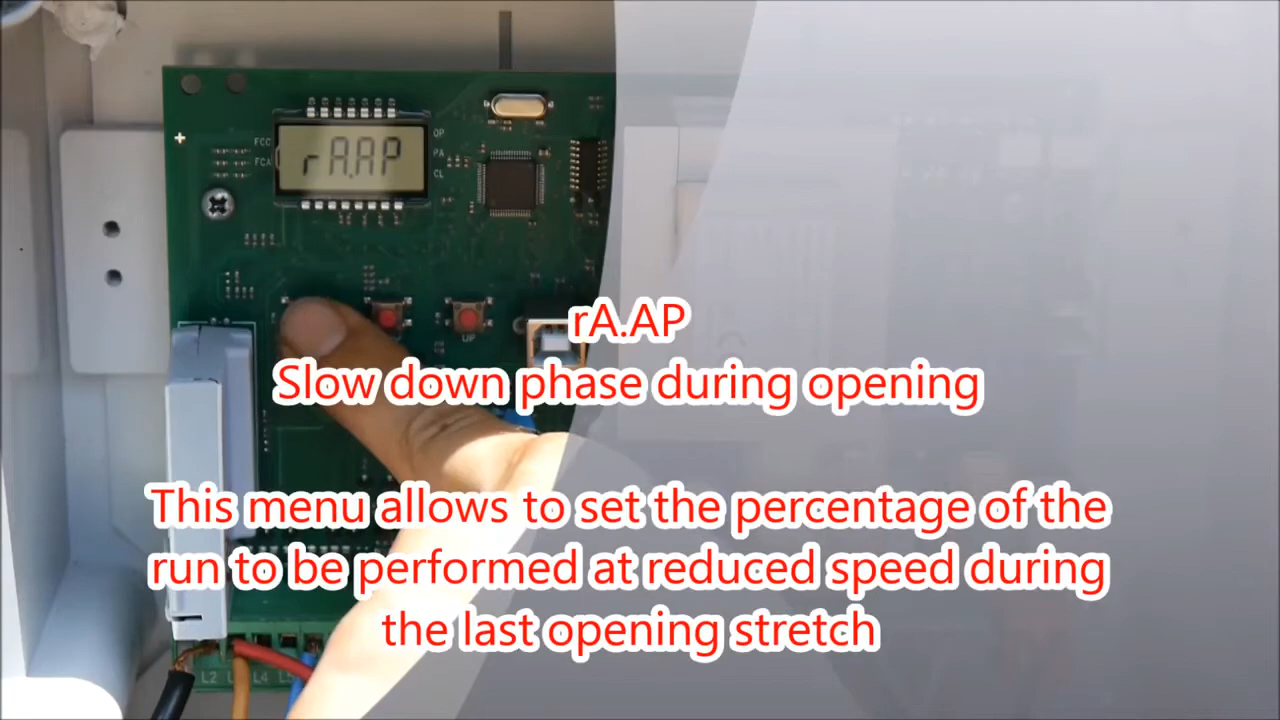 OP
FCC
rA.AP
PA
FCA
CL
UP
rA.AP
Slow down phase during opening
This menu allows to set the percentage of the
run to be performed at reduced speed during
the last opening stretch
L2
L4